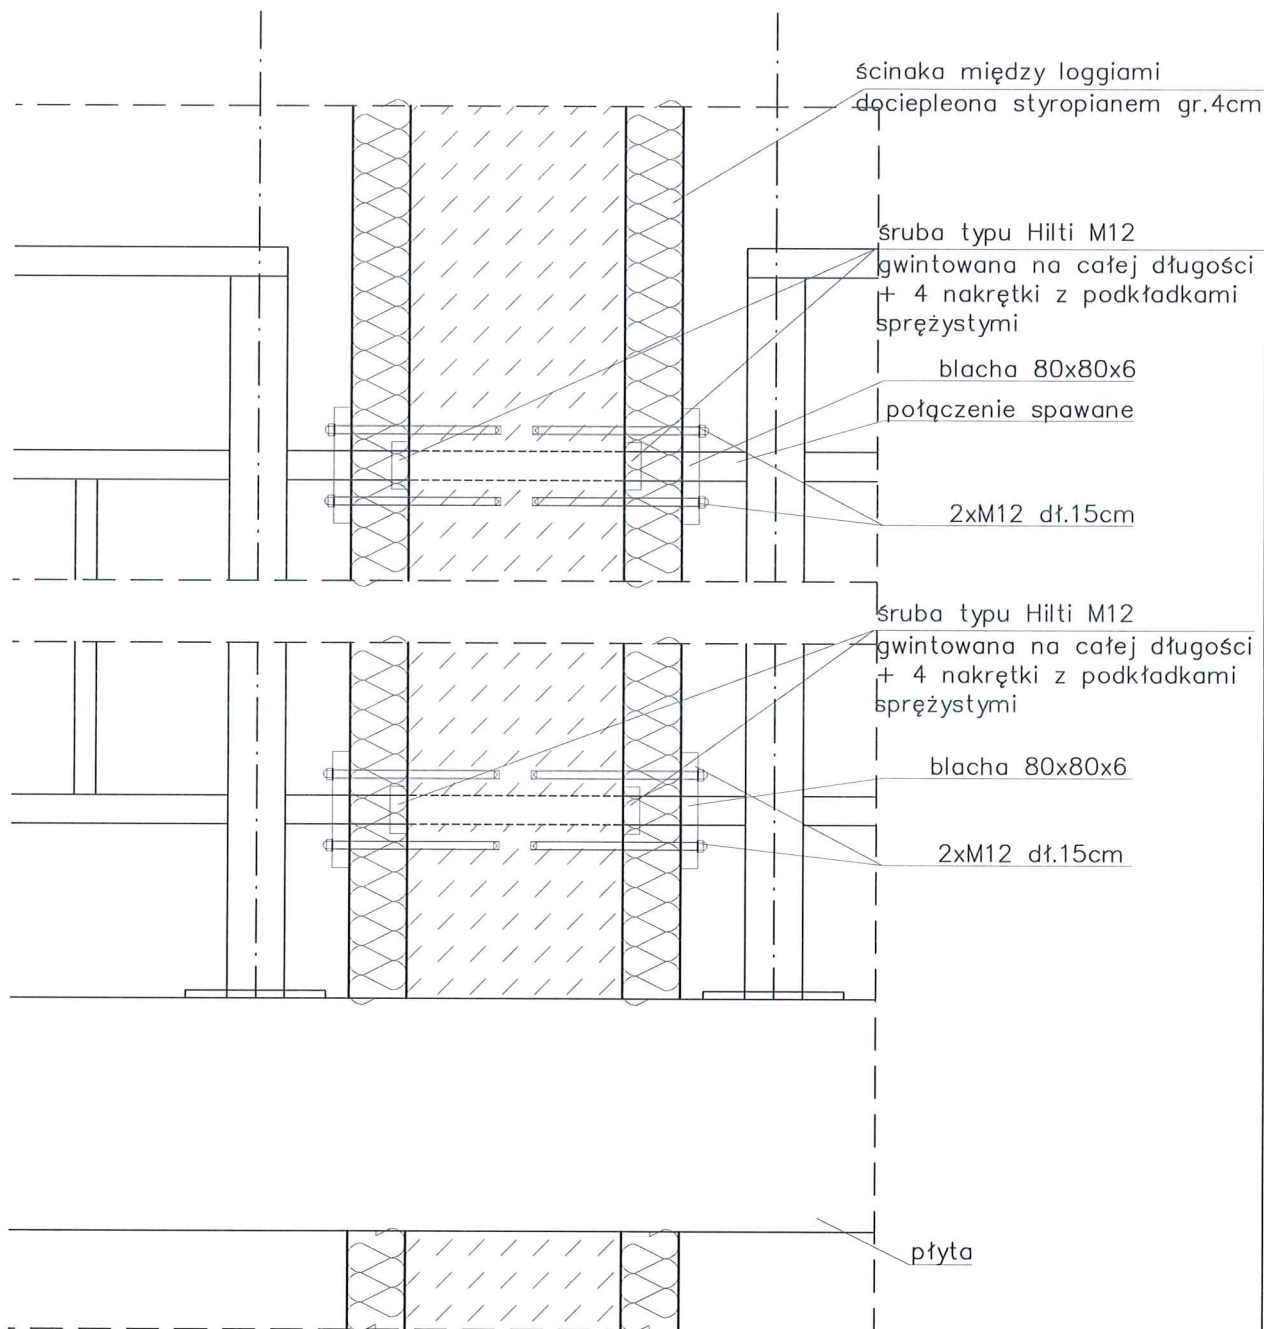 ścinaka między loggiami
dociepleona styropianem gr.4cm
śruba typu Hilti M12
gwintowana na całej długości
+ 4 nakrętki z podkładkami
sprężystymi
blacha 80x80x6
połączenie spawane
2xM12 dł.15cm
śruba typu Hilti M12
gwintowana na całej długości
+ 4 nakrętki z podkładkami
sprężystymi
blacha 80x80x6
2xM12 dł.15cm
płyta